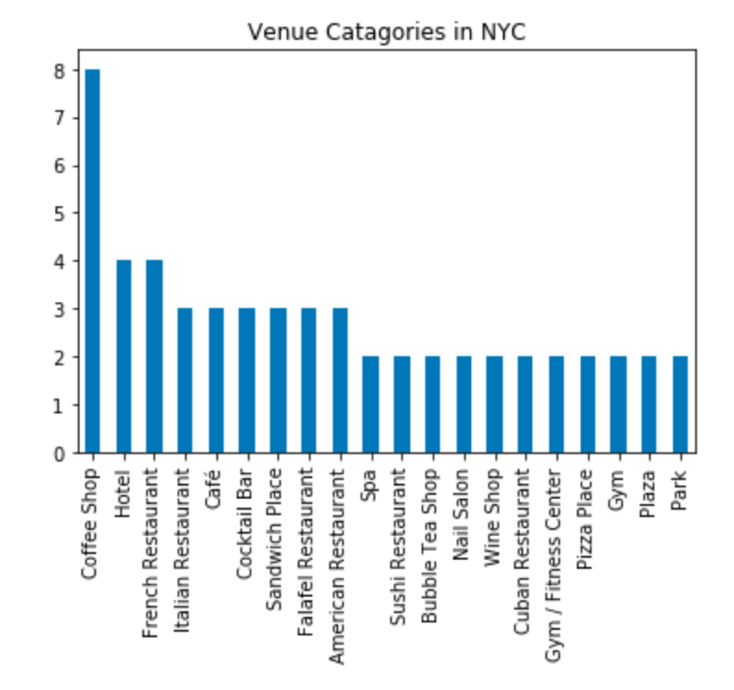 Venue Catagories in NYC
8
7
6
5
4
3
2
1
0
Coffee Shop
Hotel
French Restaurant
Italian Restaurant
Café
Cocktail Bar
Sandwich Place
Falafel Restaurant
American Restaurant
Spa
Sushi Restaurant
Bubble Tea Shop
Nail Salon
Wine Shop
Cuban Restaurant
Gym / Fitness Center
Pizza Place
Gym
Plaza
Park